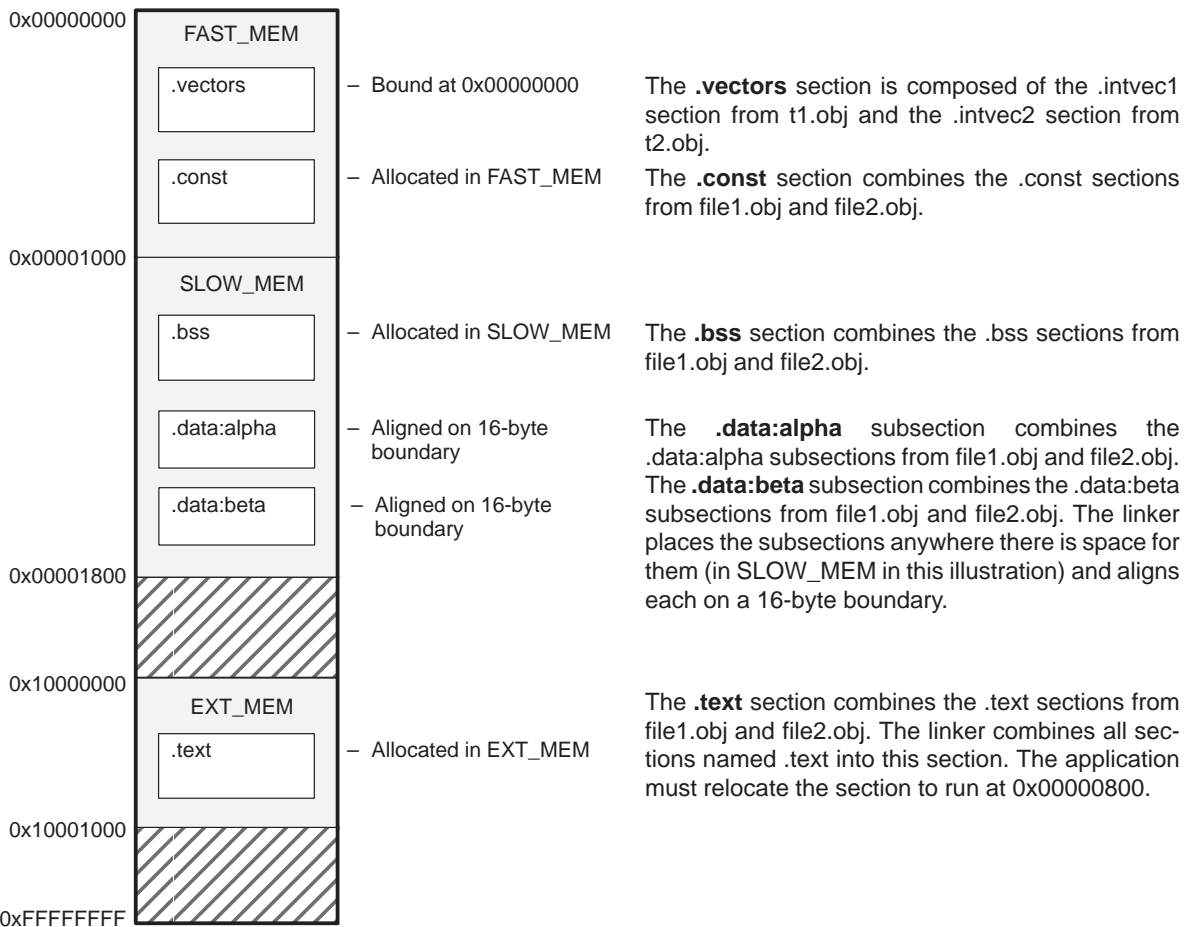 0x00000000
FAST_MEM
.vectors
– Bound at 0x00000000
The .vectors section is composed of the .intvec1
section from t1.obj and the .intvec2 section from
t2.obj.
.const
– Allocated in FAST_MEM
The .const section combines the .const sections
from file1.obj and file2.obj.
0x00001000
SLOW_MEM
.bss
– Allocated in SLOW_MEM
The .bss section combines the .bss sections from
file1.obj and file2.obj.
.data:alpha
– Aligned on 16-byte
boundary
The .data:alpha subsection combines the
.data:alpha subsections from file1.obj and file2.obj.
The .data:beta subsection combines the .data:beta
subsections from file1.obj and file2.obj. The linker
places the subsections anywhere there is space for
them (in SLOW_MEM in this illustration) and aligns
each on a 16-byte boundary.
.data:beta
– Aligned on 16-byte
boundary
0x00001800
0x10000000
EXT_MEM
.text
– Allocated in EXT_MEM
The .text section combines the .text sections from
file1.obj and file2.obj. The linker combines all sec-
tions named .text into this section. The application
must relocate the section to run at 0x00000800.
0x10001000
0xFFFFFFFF